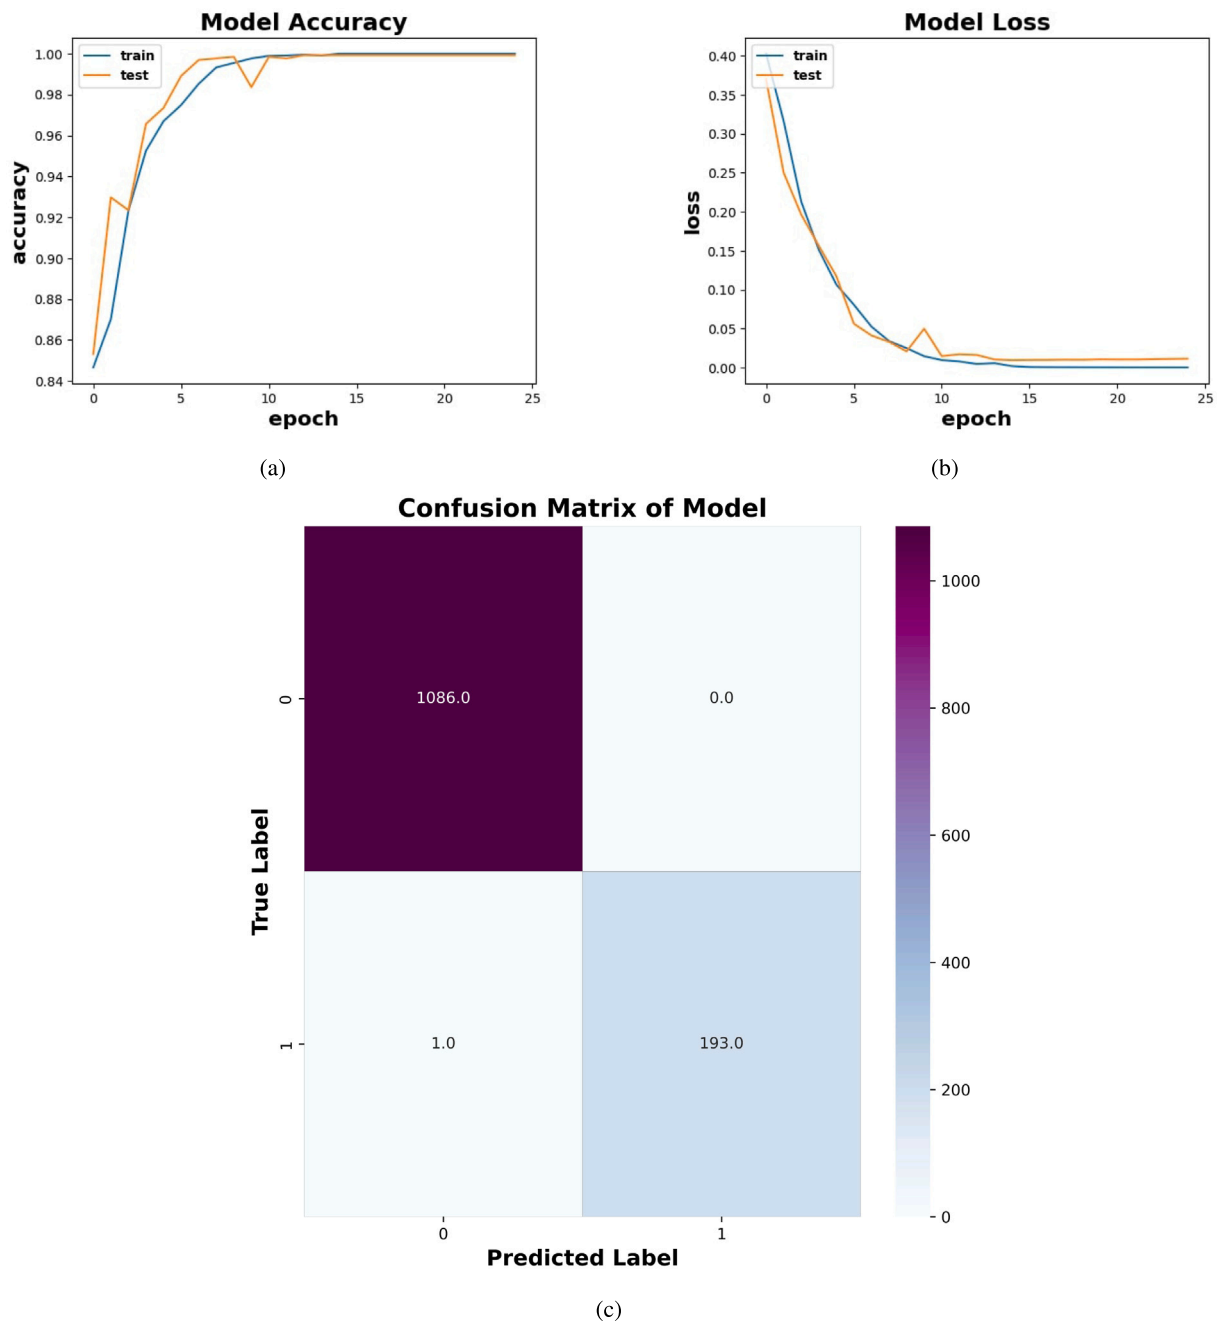 Model Accuracy
train
test
1.00
0.98
0.96
0.94
0.92
0.90
0.88
0.86
0.84
accuracy
0 5 10 15 20 25
epoch
(a)
Model Loss
train
test
0.40
0.35
0.30
0.25
0.20
0.15
0.10
0.05
0.00
loss
0 5 10 15 20 25
epoch
(b)
Confusion Matrix of Model
1086.0 0.0
1.0 193.0
0
1
True Label
0 1
Predicted Label
1000
800
600
400
200
0
(c)